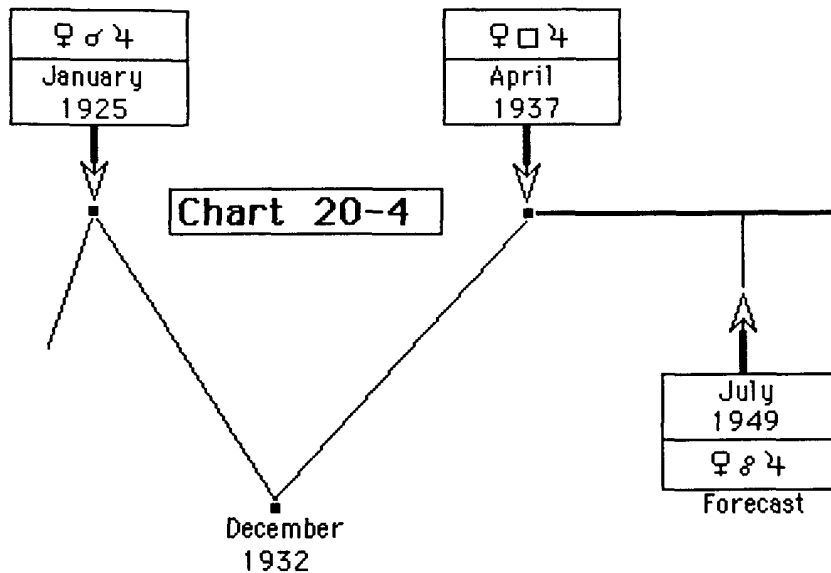 ♀ ☌ ♃
January
1925
♀ □ ♃
April
1937
Chart 20-4
July
1949
♀ ☍ ♃
Forecast
December
1932